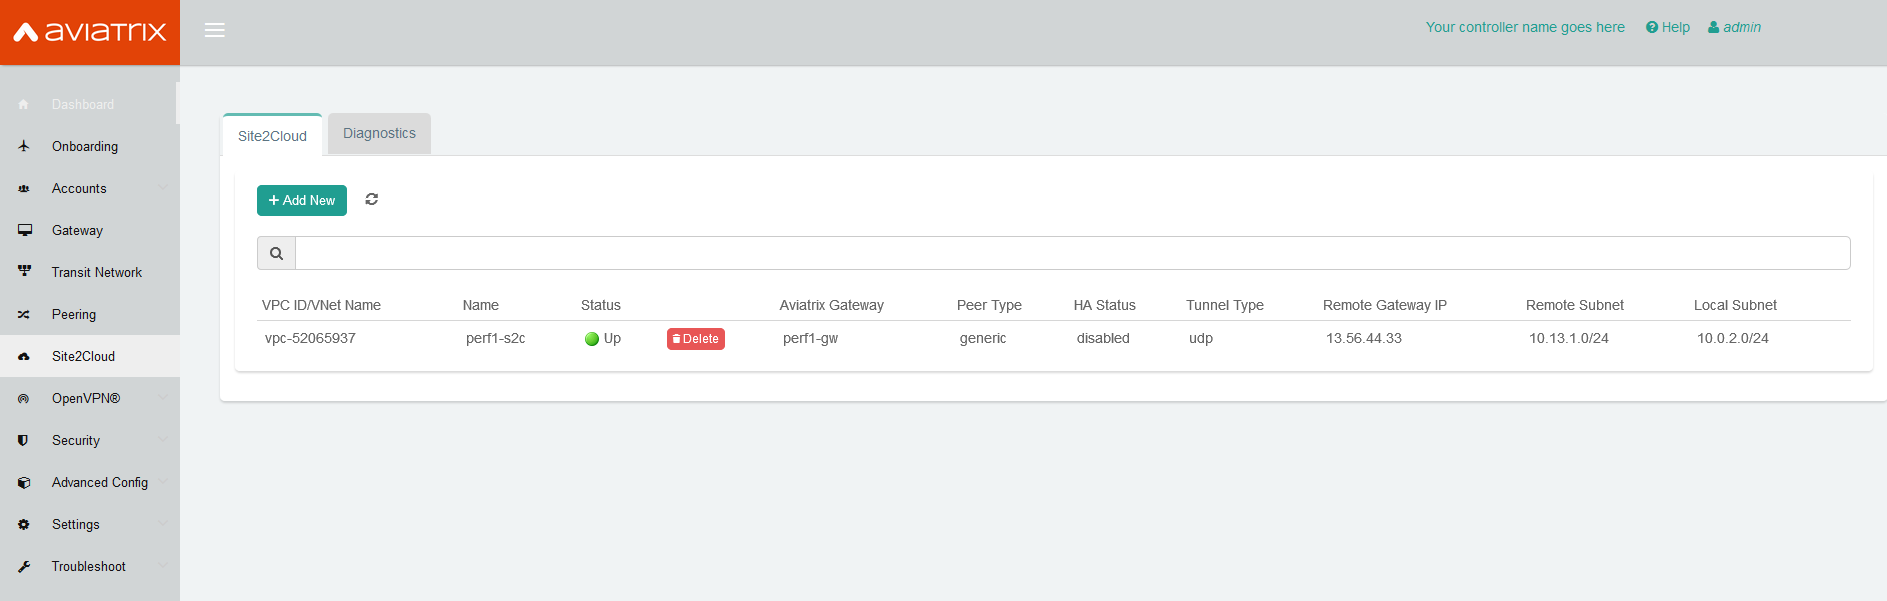 aviatrix
Your controller name goes here Help admin
Dashboard
Onboarding
Accounts
Gateway
Transit Network
Peering
Site2Cloud
OpenVPN®
Security
Advanced Config
Settings
Troubleshoot
Site2Cloud Diagnostics
+ Add New
VPC ID/VNet Name Name Status Aviatrix Gateway Peer Type HA Status Tunnel Type Remote Gateway IP Remote Subnet Local Subnet
vpc-52065937 perf1-s2c Up Delete perf1-gw generic disabled udp 13.56.44.33 10.13.1.0/24 10.0.2.0/24